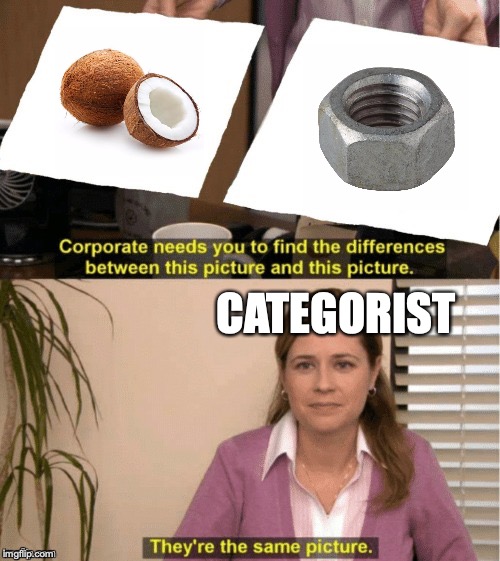 Corporate needs you to find the differences
between this picture and this picture.
CATEGORIST
They're the same picture.
imgflip.com